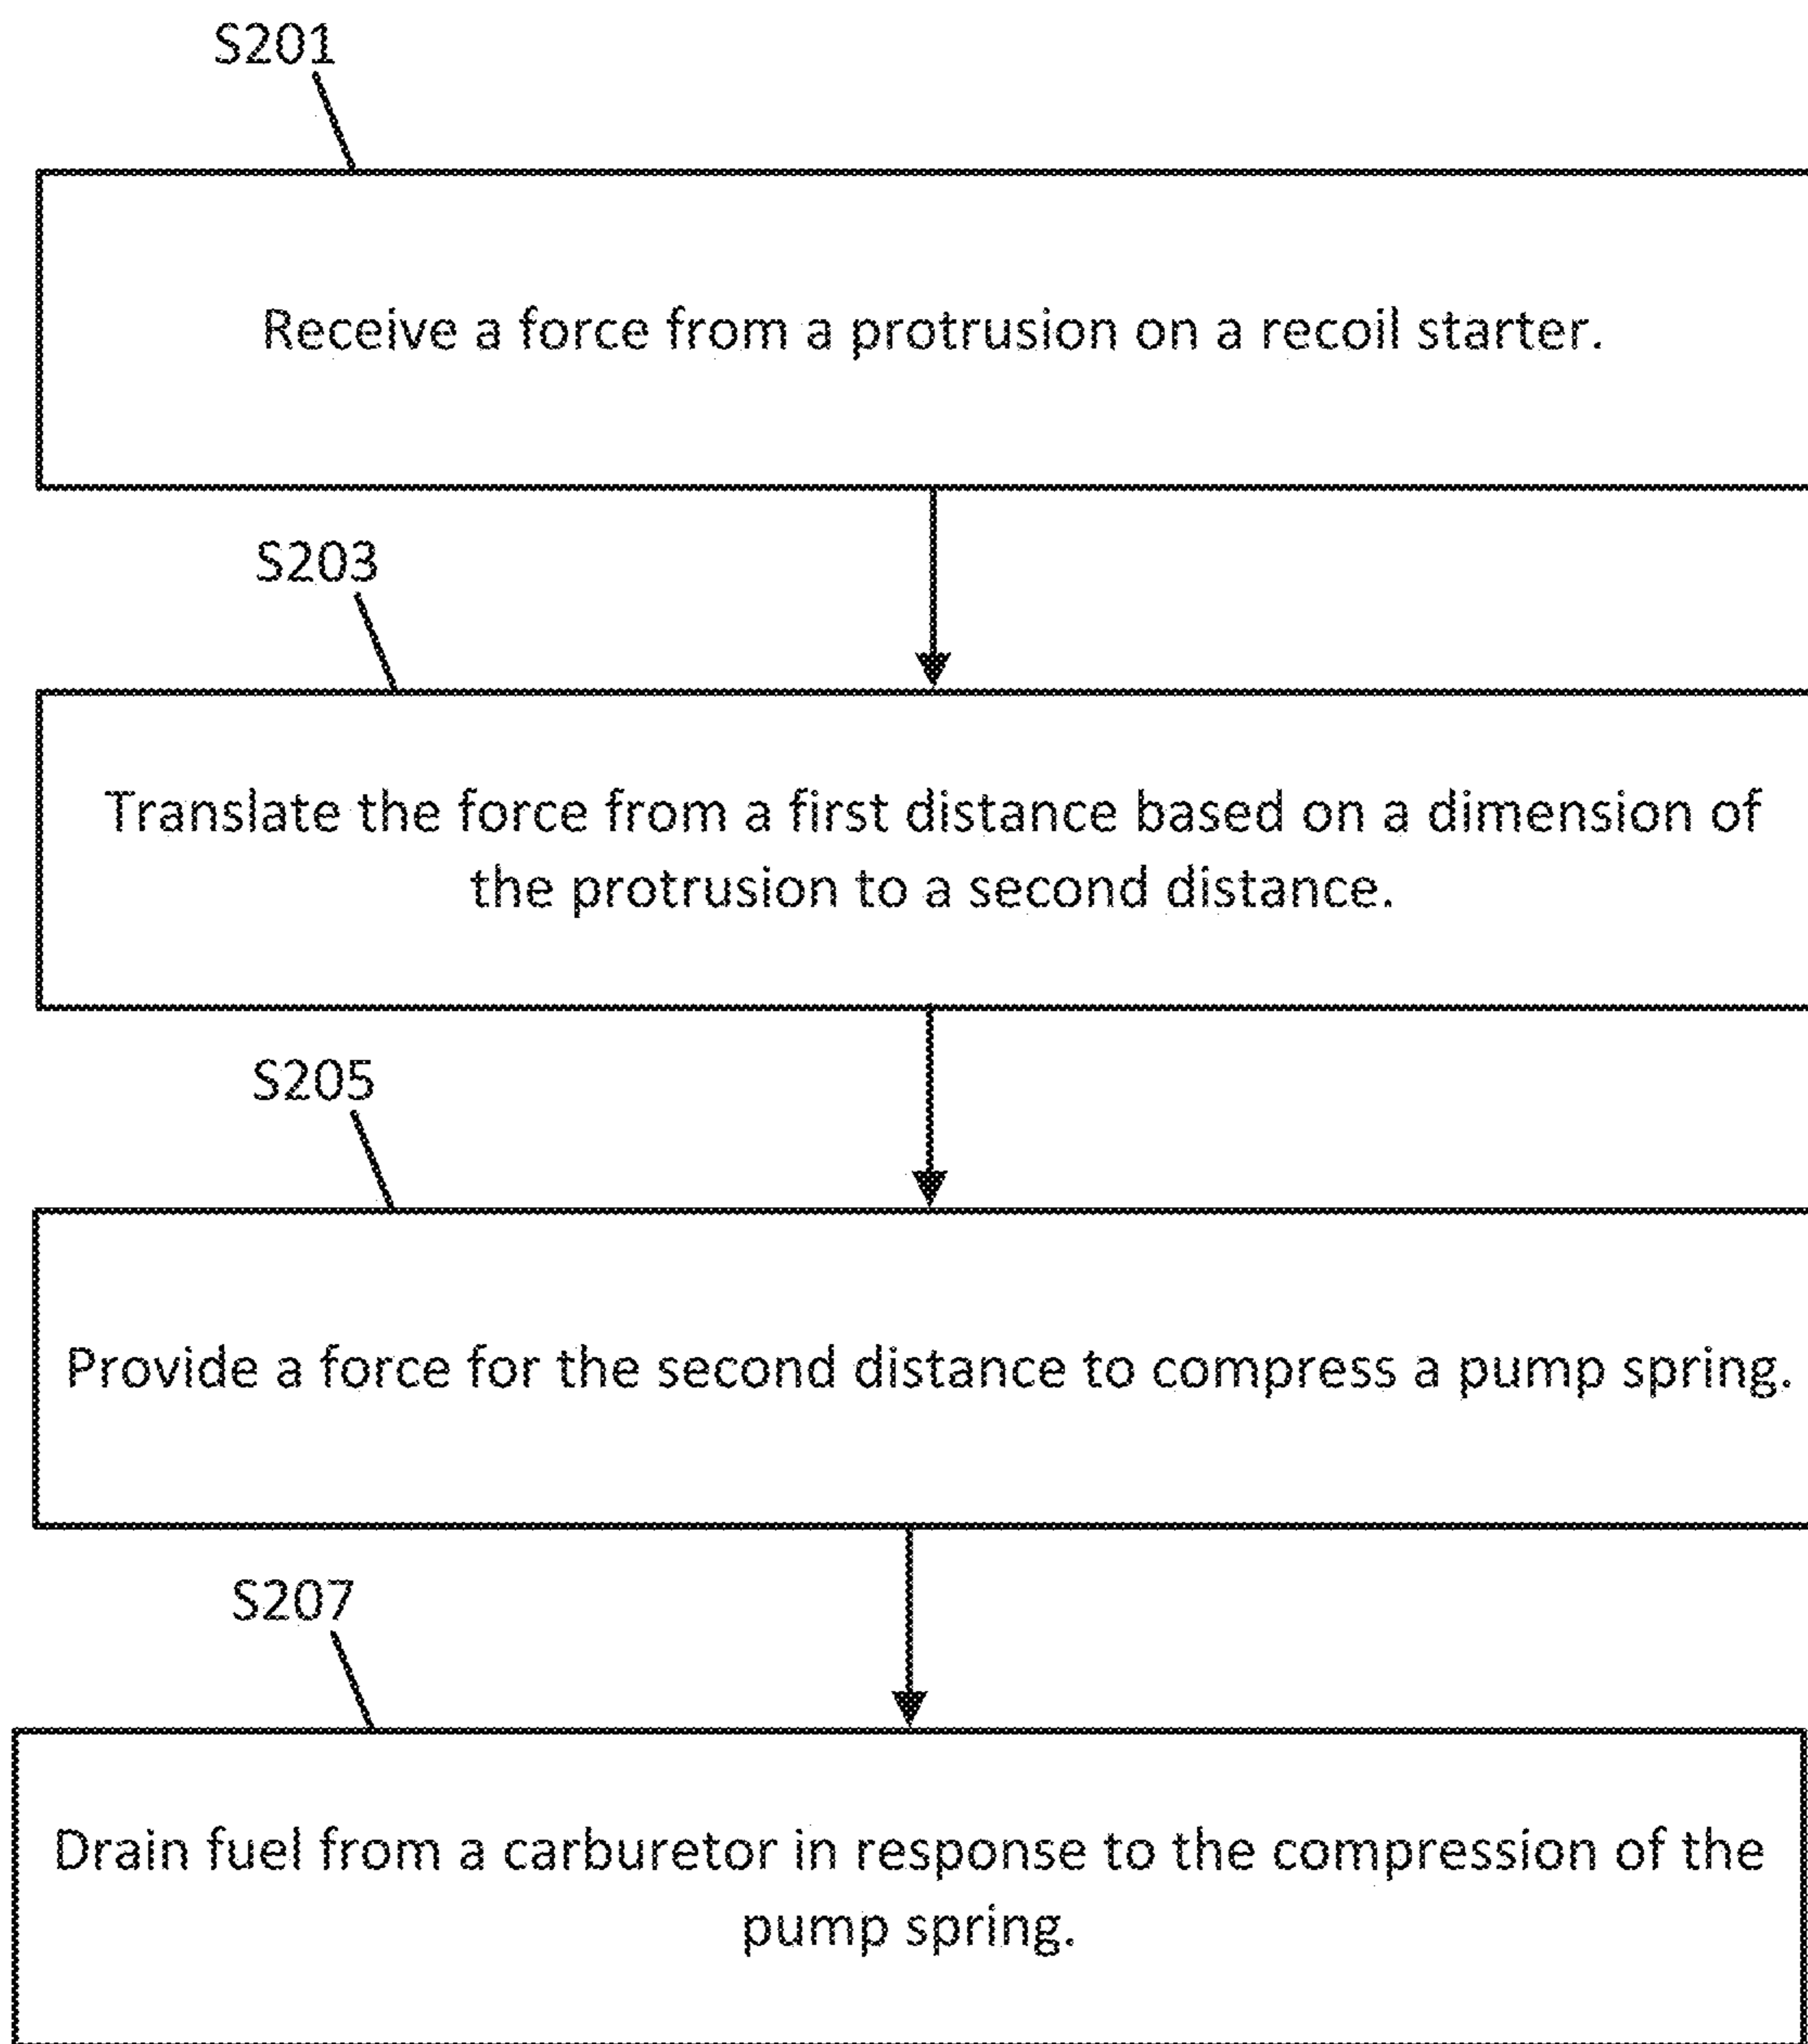 S201
Receive a force from a protrusion on a recoil starter.
S203
Translate the force from a first distance based on a dimension of
the protrusion to a second distance.
S205
Provide a force for the second distance to compress a pump spring.
S207
Drain fuel from a carburetor in response to the compression of the
pump spring.